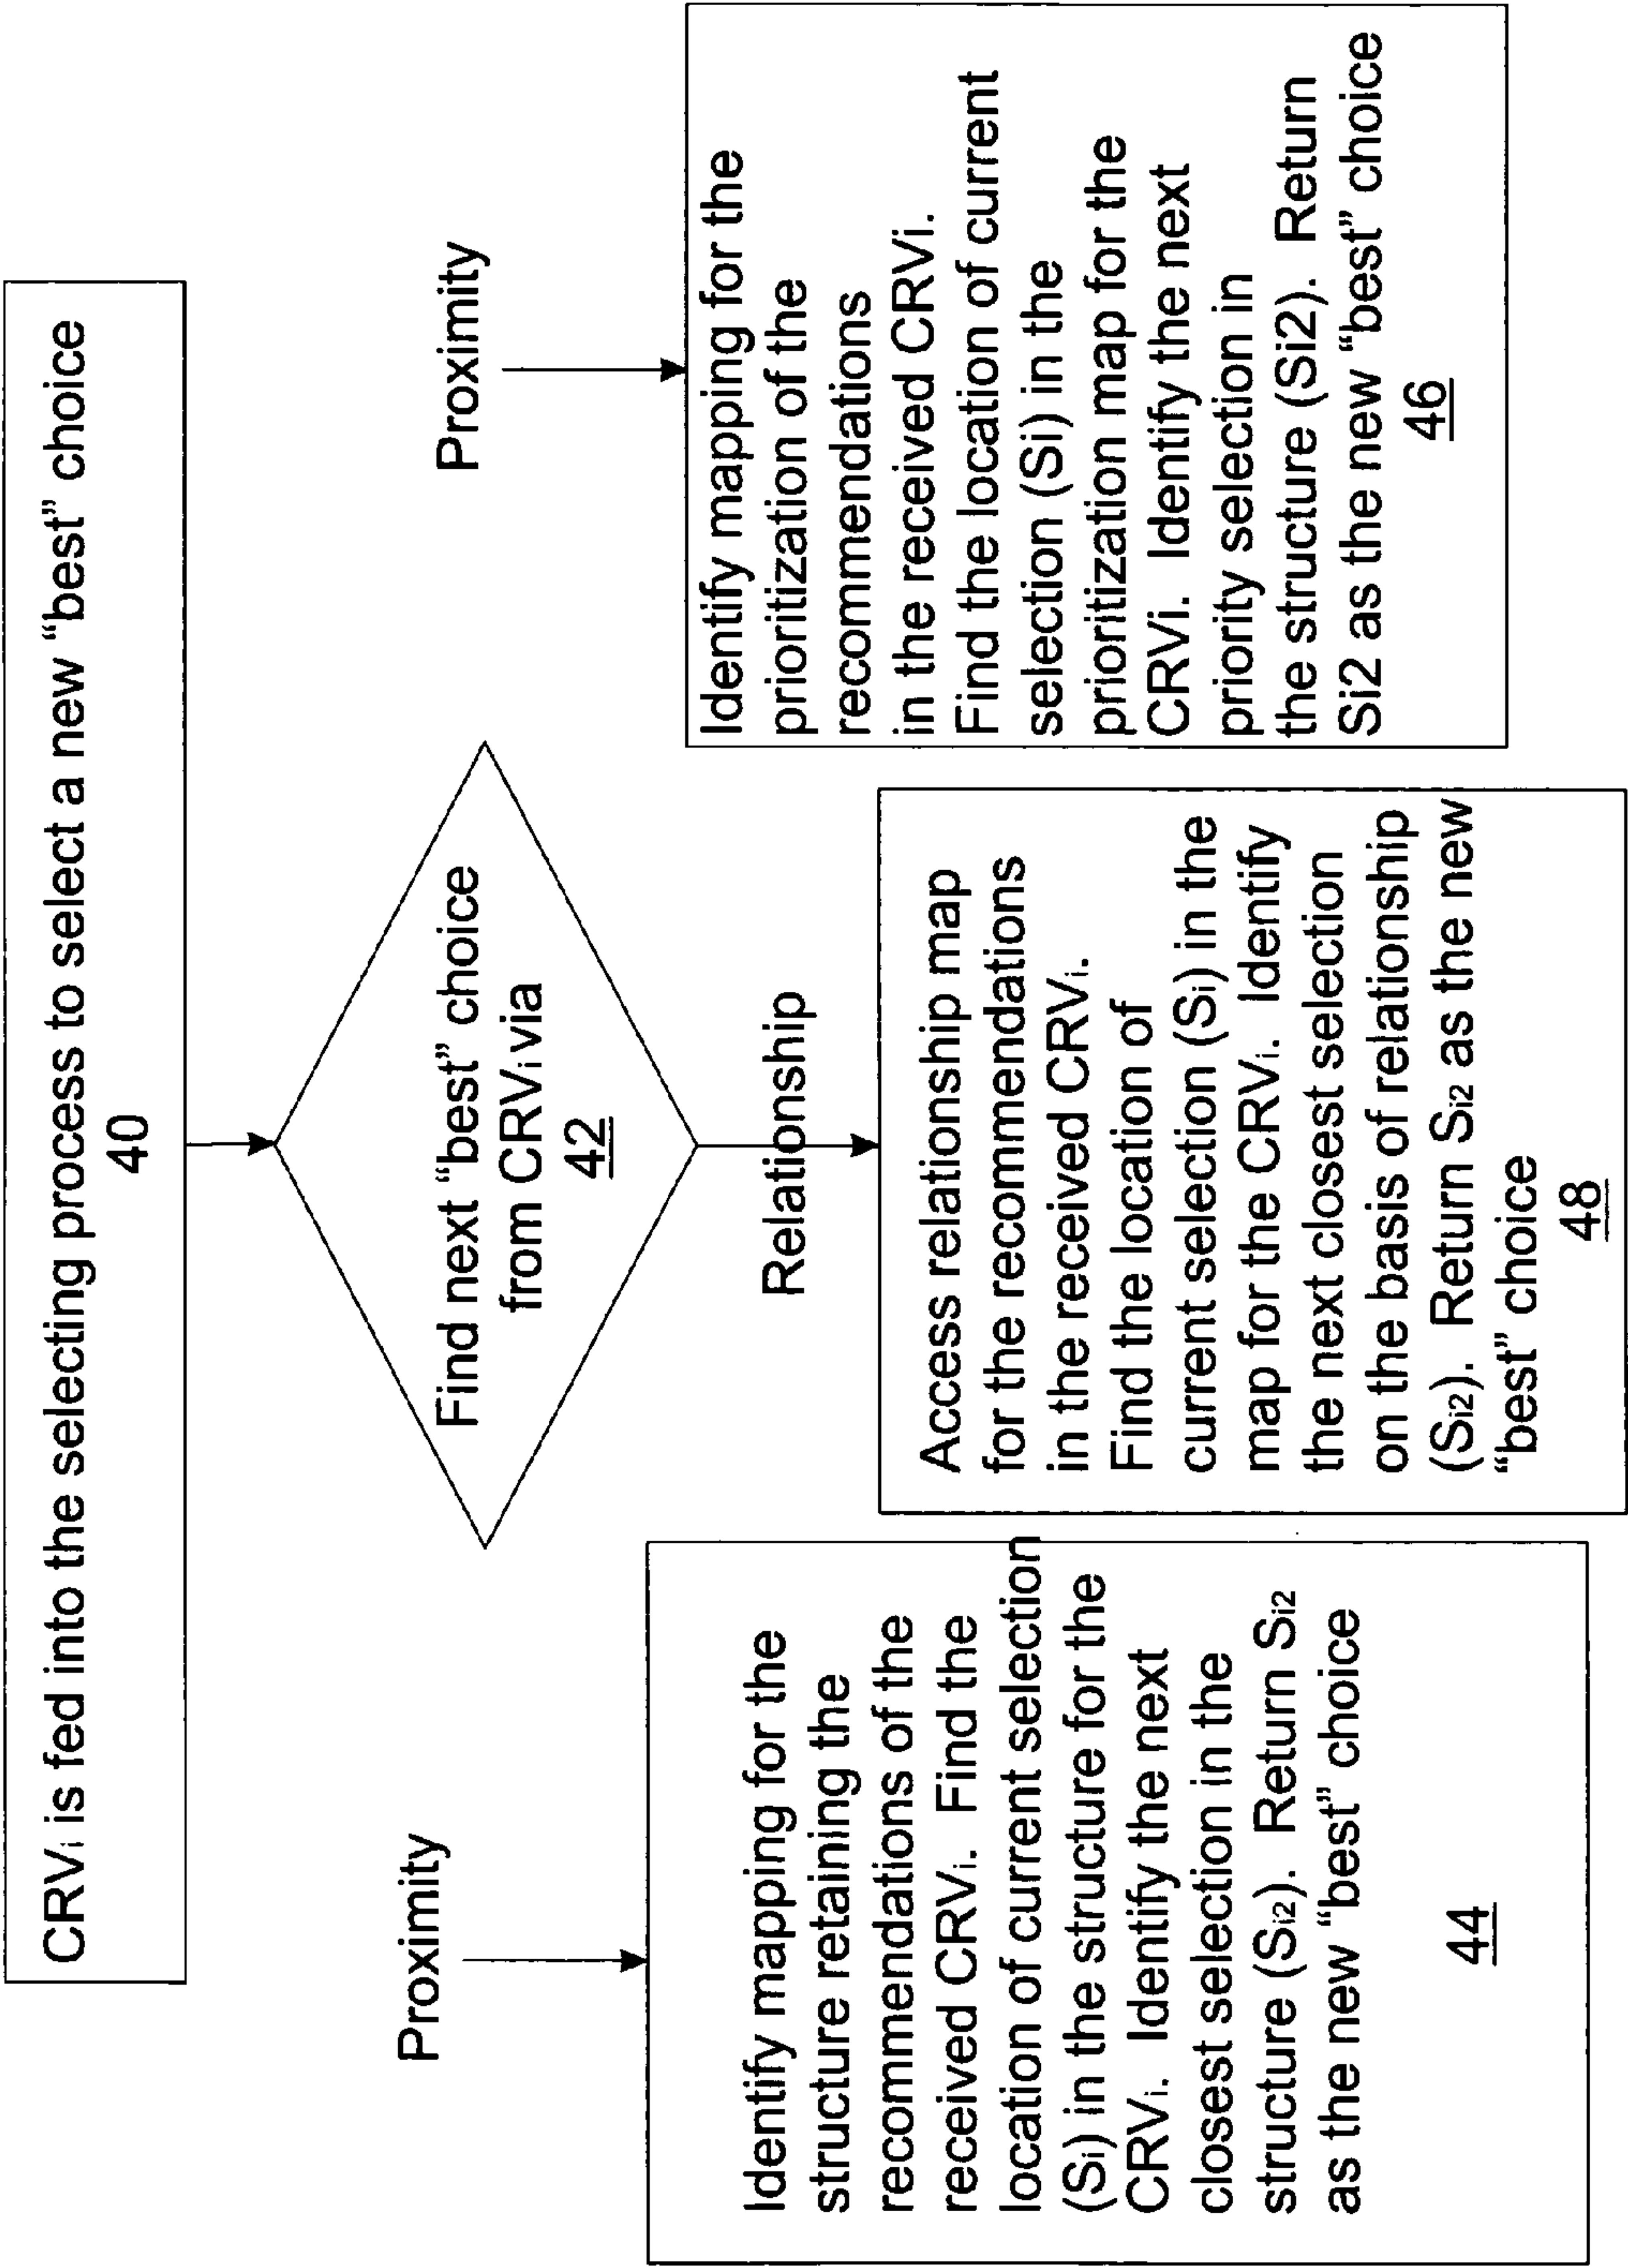 CRVi is fed into the selecting process to select a new “best” choice
40
Find next “best” choice
from CRVi via
42
Proximity
Relationship
Proximity
Identify mapping for the
structure retaining the
recommendations of the
received CRVi. Find the
location of current selection
(Si) in the structure for the
CRVi. Identify the next
closest selection in the
structure (Si2). Return Si2
as the new “best” choice
44
Access relationship map
for the recommendations
in the received CRVi.
Find the location of
current selection (Si) in the
map for the CRVi. Identify
the next closest selection
on the basis of relationship
(Si2). Return Si2 as the new
“best” choice
48
Identify mapping for the
prioritization of the
recommendations
in the received CRVi.
Find the location of current
selection (Si) in the
prioritization map for the
CRVi. Identify the next
priority selection in
the structure (Si2). Return
Si2 as the new “best” choice
46